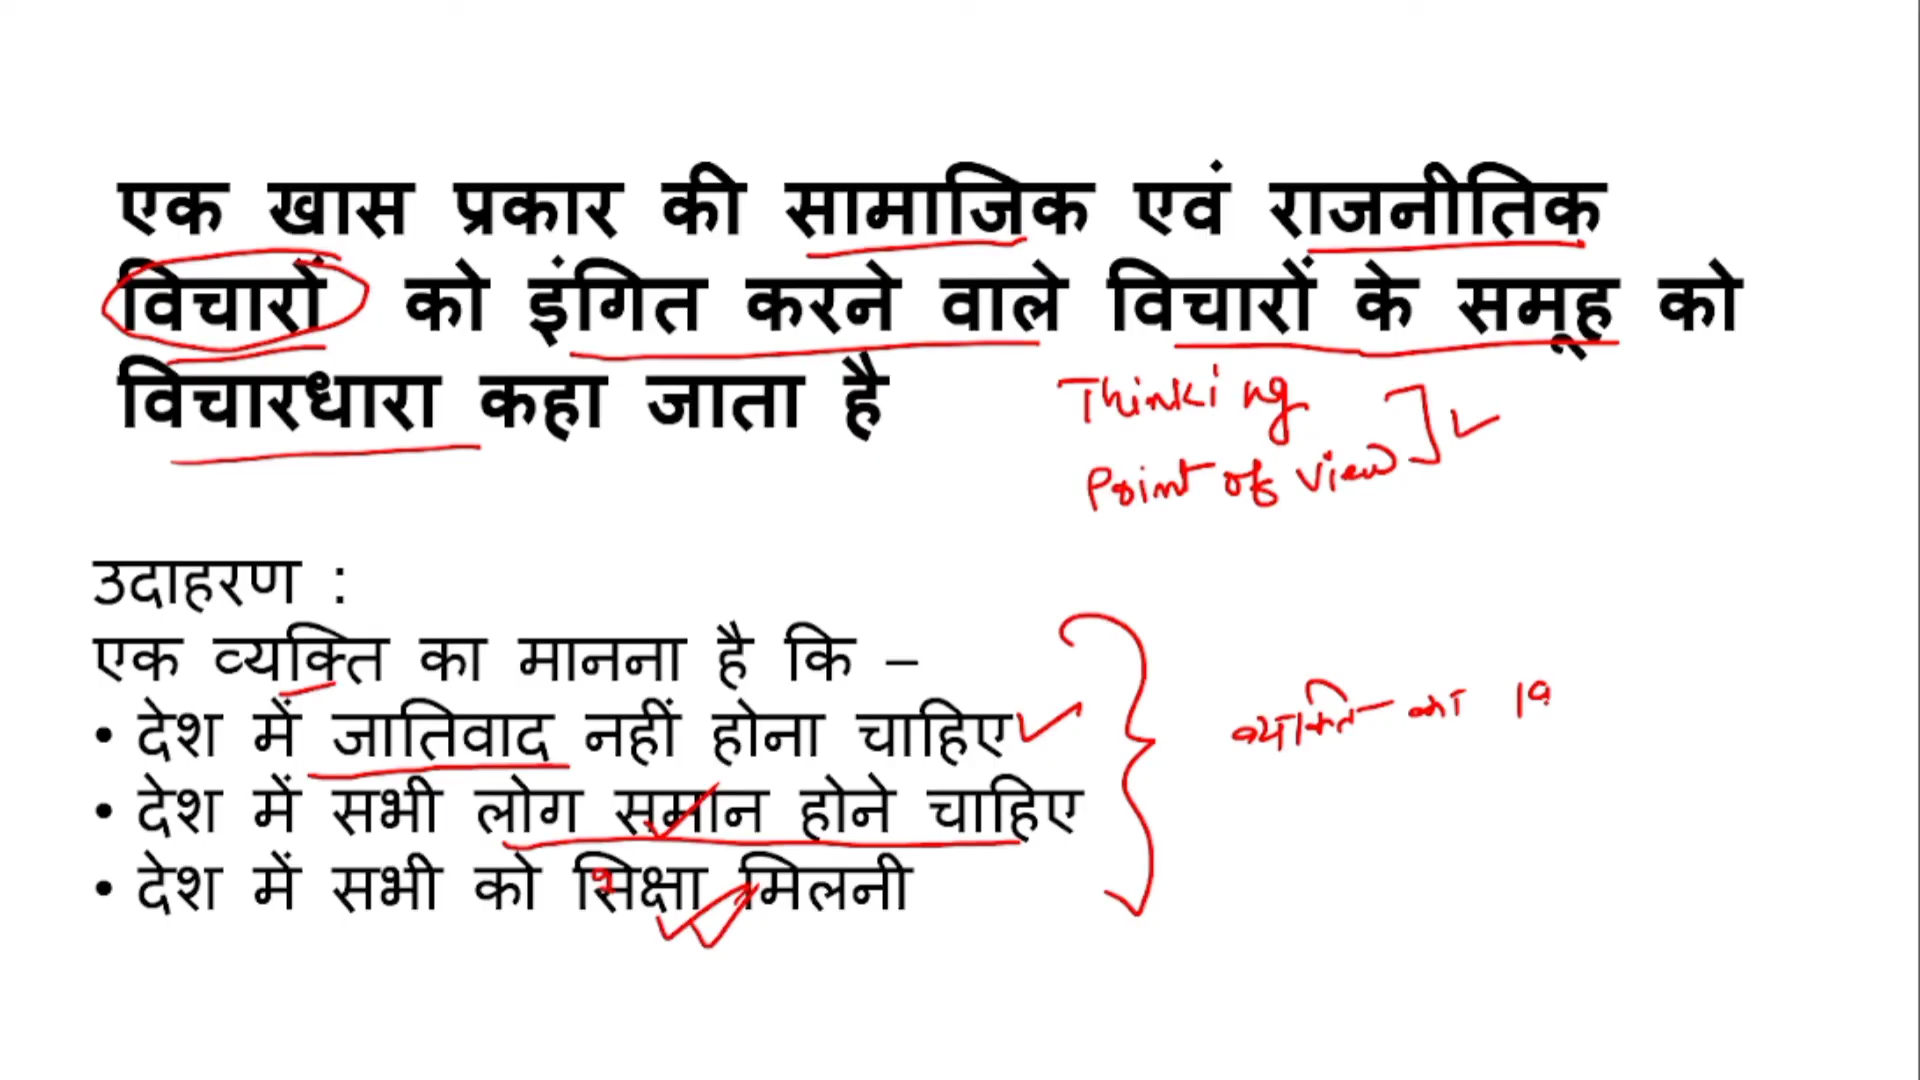 एक खास प्रकार की सामाजिक एवं राजनीतिक
विचारों को इंगित करने वाले विचारों के समूह को
विचारधारा कहा जाता है
Thinking
Point of view
उदाहरण :
एक व्यक्ति का मानना है कि –
• देश में जातिवाद नहीं होना चाहिए
• देश में सभी लोग समान होने चाहिए
• देश में सभी को सिक्षा मिलनी
व्यक्ति का